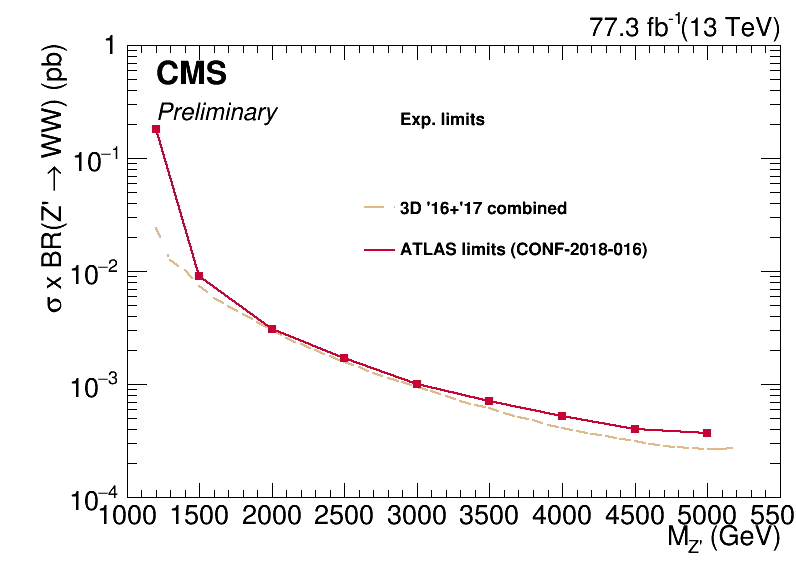 77.3 fb⁻¹(13 TeV)
CMS
Preliminary
Exp. limits
3D '16+'17 combined
ATLAS limits (CONF-2018-016)
σ x BR(Z' → WW) (pb)
1
10⁻¹
10⁻²
10⁻³
10⁻⁴
1000 1500 2000 2500 3000 3500 4000 4500 5000 550
M_Z' (GeV)